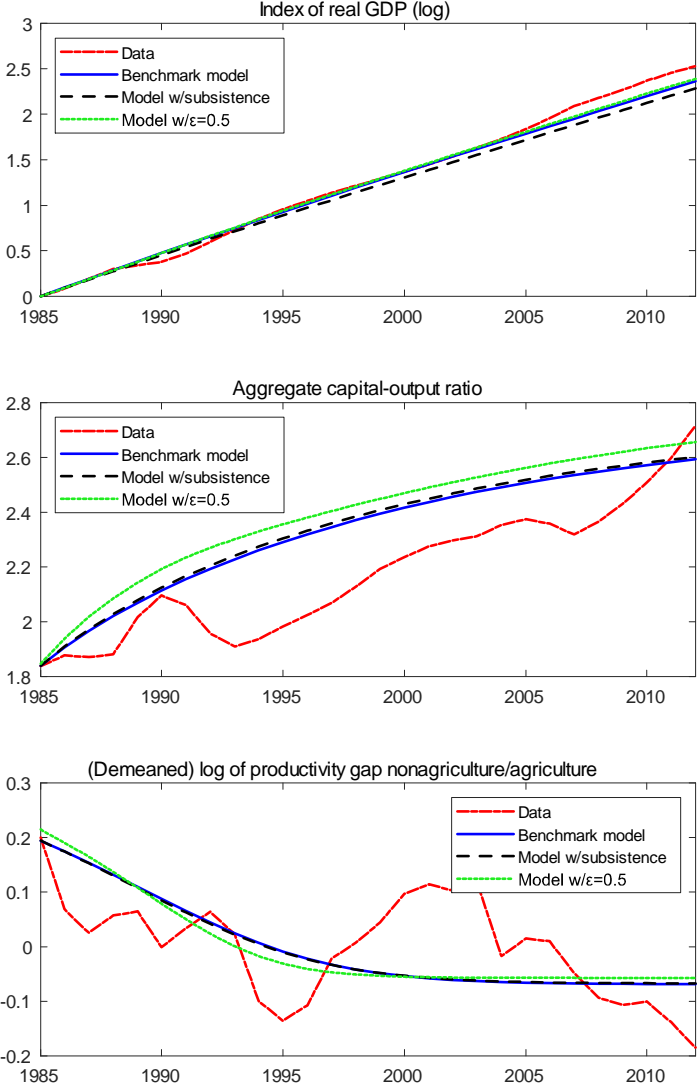 Index of real GDP (log)
3
2.5
2
1.5
1
0.5
0
Data
Benchmark model
Model w/subsistence
Model w/ε=0.5
1985 1990 1995 2000 2005 2010
Aggregate capital-output ratio
2.8
2.6
2.4
2.2
2
1.8
Data
Benchmark model
Model w/subsistence
Model w/ε=0.5
1985 1990 1995 2000 2005 2010
(Demeaned) log of productivity gap nonagriculture/agriculture
0.3
0.2
0.1
0
-0.1
-0.2
Data
Benchmark model
Model w/subsistence
Model w/ε=0.5
1985 1990 1995 2000 2005 2010